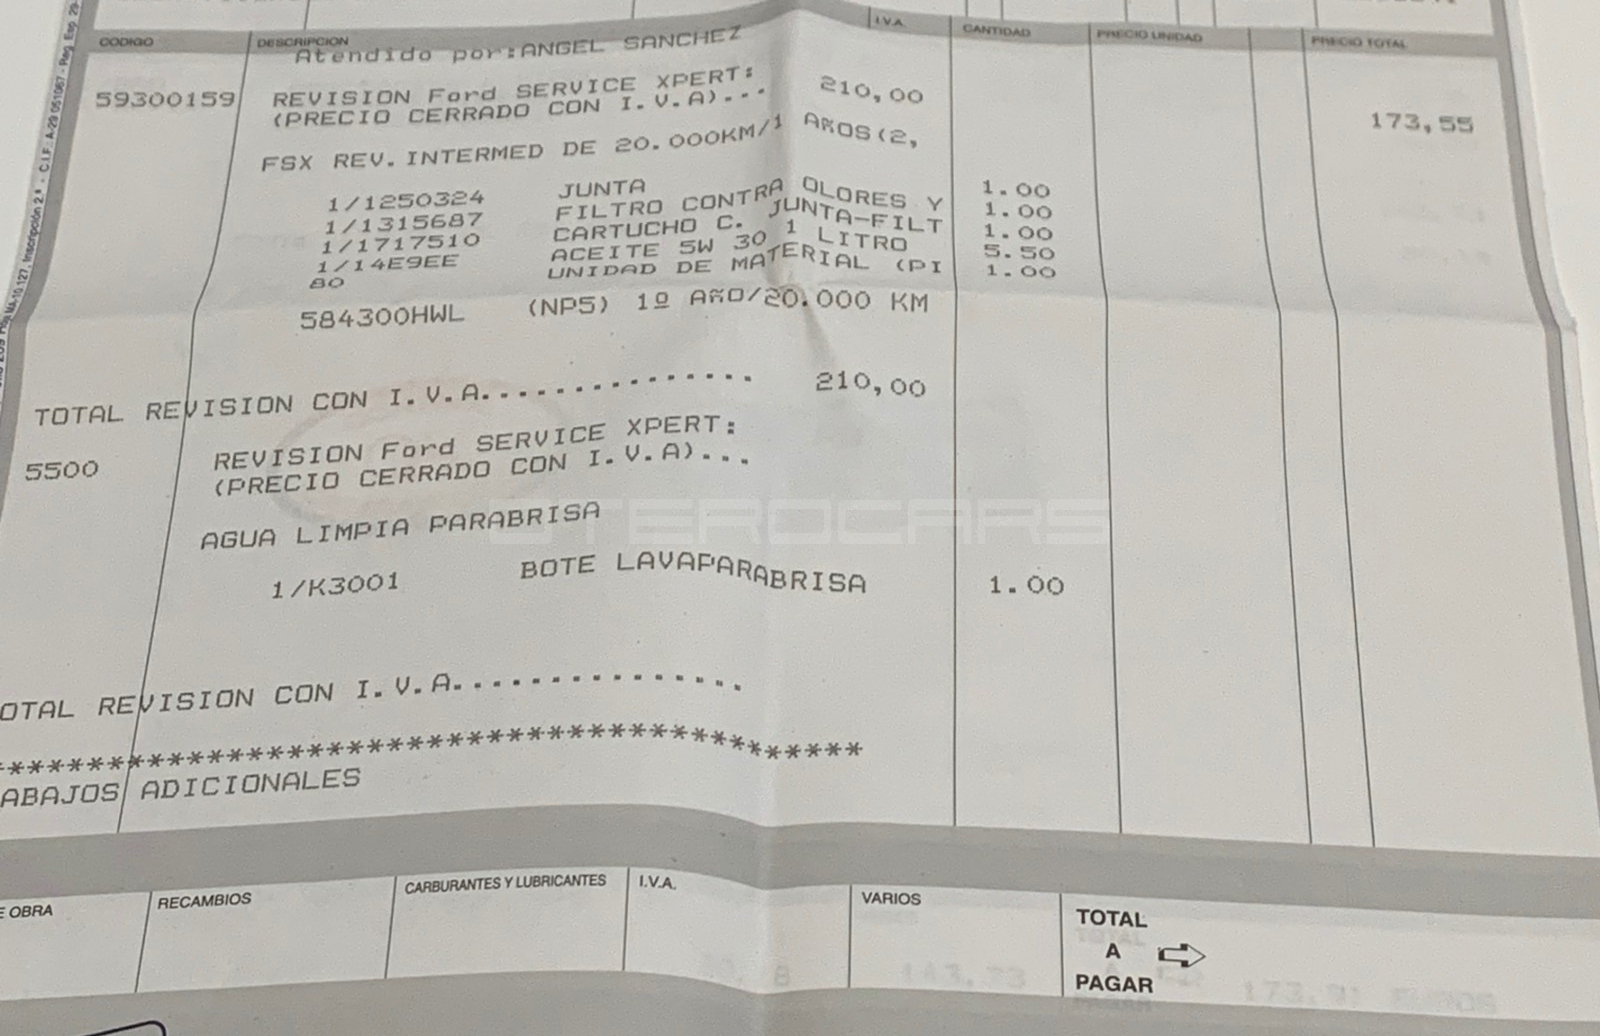 CODIGO DESCRIPCION I.V.A. CANTIDAD PRECIO UNIDAD PRECIO TOTAL
Atendido por:ANGEL SANCHEZ
59300159 REVISION Ford SERVICE XPERT: 210,00
(PRECIO CERRADO CON I.V.A)... 173,55
FSX REV.INTERMED DE 20.000KM/1 AÑOS(2,
1/1250324 JUNTA 1.00
1/1315687 FILTRO CONTRA OLORES Y 1.00
1/1717510 CARTUCHO C. JUNTA-FILT 1.00
1/14E9EE ACEITE 5W 30 1 LITRO 5.50
80 UNIDAD DE MATERIAL (PI 1.00
584300HWL (NP5) 1º AÑO/20.000 KM
TOTAL REVISION CON I.V.A.............. 210,00
5500 REVISION Ford SERVICE XPERT:
(PRECIO CERRADO CON I.V.A)...
AGUA LIMPIA PARABRISA
1/K3001 BOTE LAVAPARABRISA 1.00
OTEROCARS
OTAL REVISION CON I.V.A...............
*******************************************
ABAJOS ADICIONALES
E OBRA RECAMBIOS CARBURANTES Y LUBRICANTES I.V.A. VARIOS TOTAL
A
PAGAR